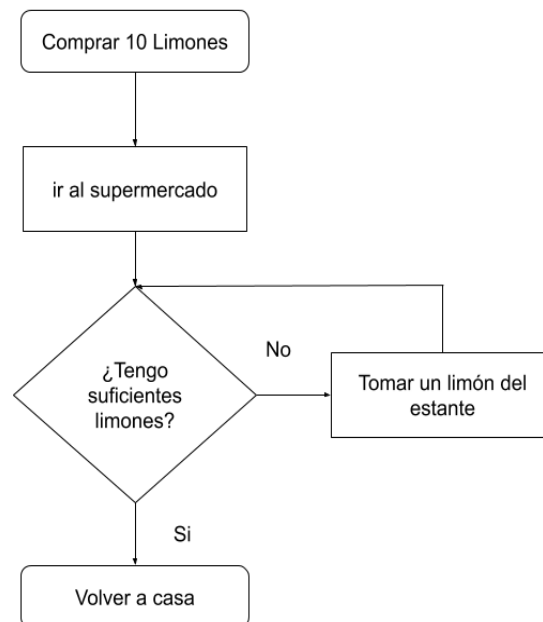 Comprar 10 Limones
ir al supermercado
¿Tengo
suficientes
limones?
No
Tomar un limón del
estante
Si
Volver a casa